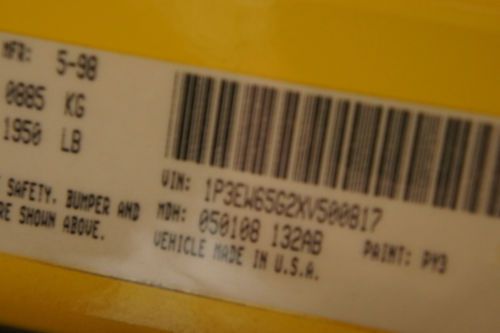 MFR: 5-98
0885 KG
1950 LB
SAFETY, BUMPER AND
RE SHOWN ABOVE.
VIN: 1P3EW65G2XV500817
MDH: 050108 132AB
PAINT: PY3
VEHICLE MADE IN U.S.A.